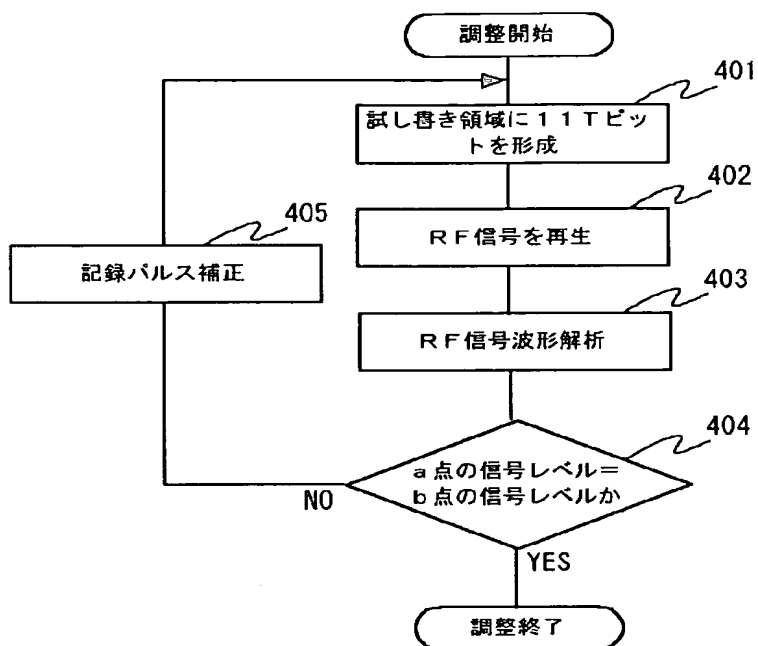 調整開始
401
試し書き領域に11Tピッ
トを形成
402
RF信号を再生
405
記録パルス補正
403
RF信号波形解析
404
a点の信号レベル=
b点の信号レベルか
NO
YES
調整終了